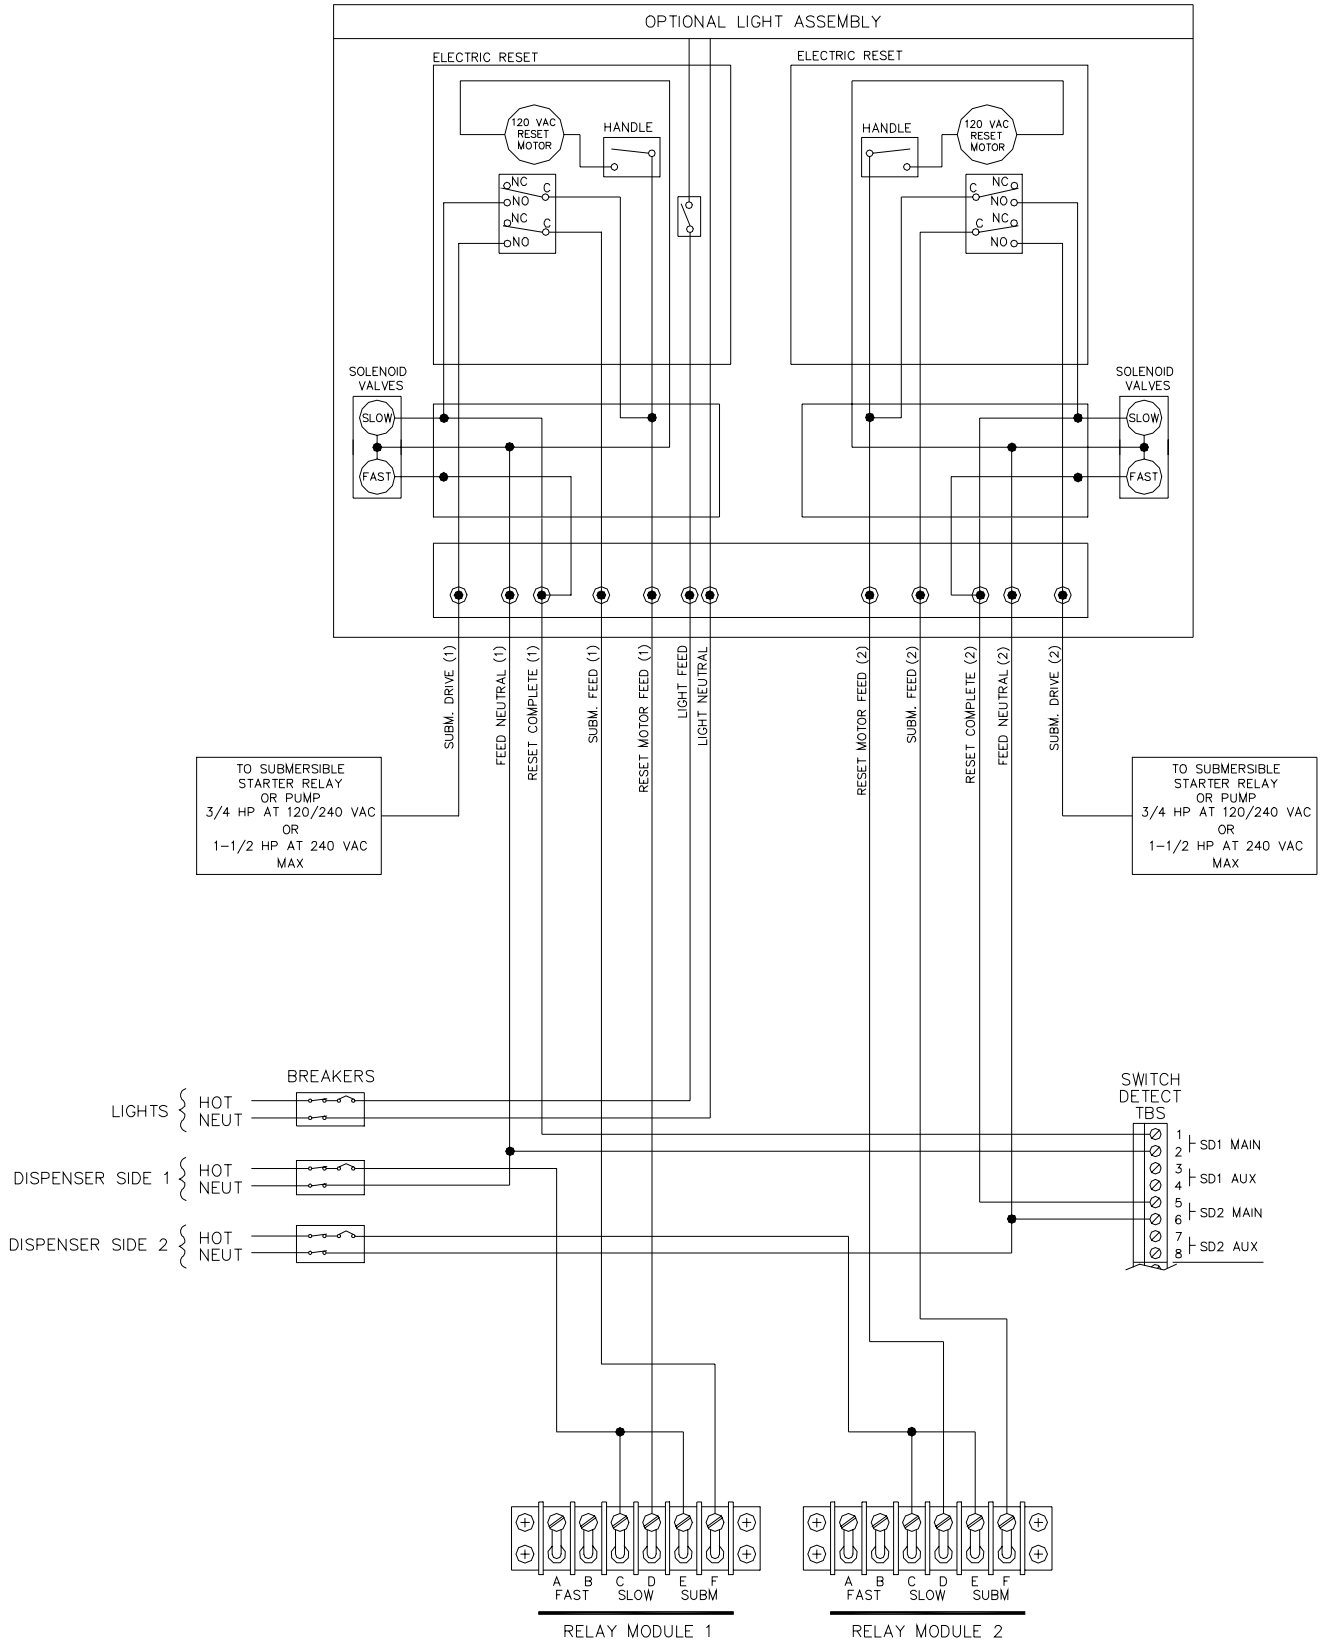 OPTIONAL LIGHT ASSEMBLY
ELECTRIC RESET
120 VAC
RESET
MOTOR
HANDLE
NC
C
NO
NC
C
NO
ELECTRIC RESET
HANDLE
120 VAC
RESET
MOTOR
NC
C
NO
NC
C
NO
SOLENOID
VALVES
SLOW
FAST
SOLENOID
VALVES
SLOW
FAST
SUBM. DRIVE (1)
FEED NEUTRAL (1)
RESET COMPLETE (1)
SUBM. FEED (1)
RESET MOTOR FEED (1)
LIGHT FEED
LIGHT NEUTRAL
RESET MOTOR FEED (2)
SUBM. FEED (2)
RESET COMPLETE (2)
FEED NEUTRAL (2)
SUBM. DRIVE (2)
TO SUBMERSIBLE
STARTER RELAY
OR PUMP
3/4 HP AT 120/240 VAC
OR
1-1/2 HP AT 240 VAC
MAX
TO SUBMERSIBLE
STARTER RELAY
OR PUMP
3/4 HP AT 120/240 VAC
OR
1-1/2 HP AT 240 VAC
MAX
BREAKERS
LIGHTS
HOT
NEUT
DISPENSER SIDE 1
HOT
NEUT
DISPENSER SIDE 2
HOT
NEUT
SWITCH
DETECT
TBS
1
2
SD1 MAIN
3
4
SD1 AUX
5
6
SD2 MAIN
7
8
SD2 AUX
A B C D E F
FAST SLOW SUBM
RELAY MODULE 1
A B C D E F
FAST SLOW SUBM
RELAY MODULE 2